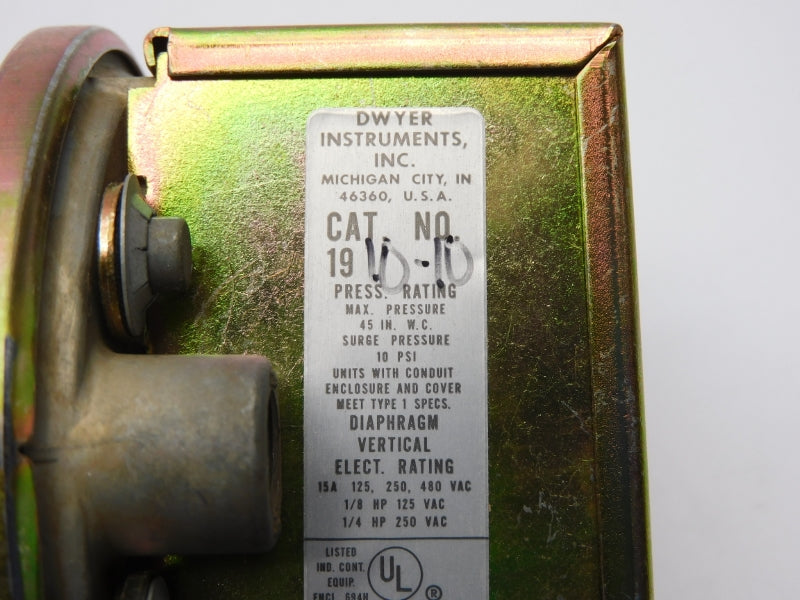 DWYER
INSTRUMENTS,
INC.
MICHIGAN CITY, IN
46360, U.S.A.
CAT. NO.
1910-10
PRESS. RATING
MAX. PRESSURE
45 IN. W.C.
SURGE PRESSURE
10 PSI
UNITS WITH CONDUIT
ENCLOSURE AND COVER
MEET TYPE 1 SPECS.
DIAPHRAGM
VERTICAL
ELECT. RATING
15A 125, 250, 480 VAC
1/8 HP 125 VAC
1/4 HP 250 VAC
LISTED
IND. CONT.
EQUIP.
ENCL. 694H
UL ®